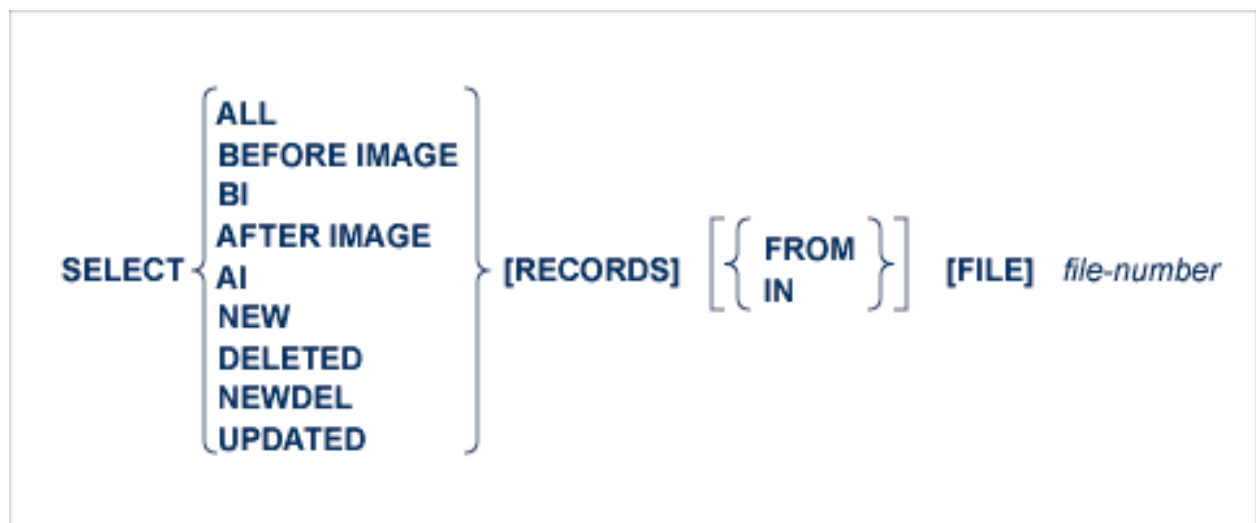 SELECT
ALL
BEFORE IMAGE
BI
AFTER IMAGE
AI
NEW
DELETED
NEWDEL
UPDATED
[RECORDS]
FROM
IN
[FILE] file-number